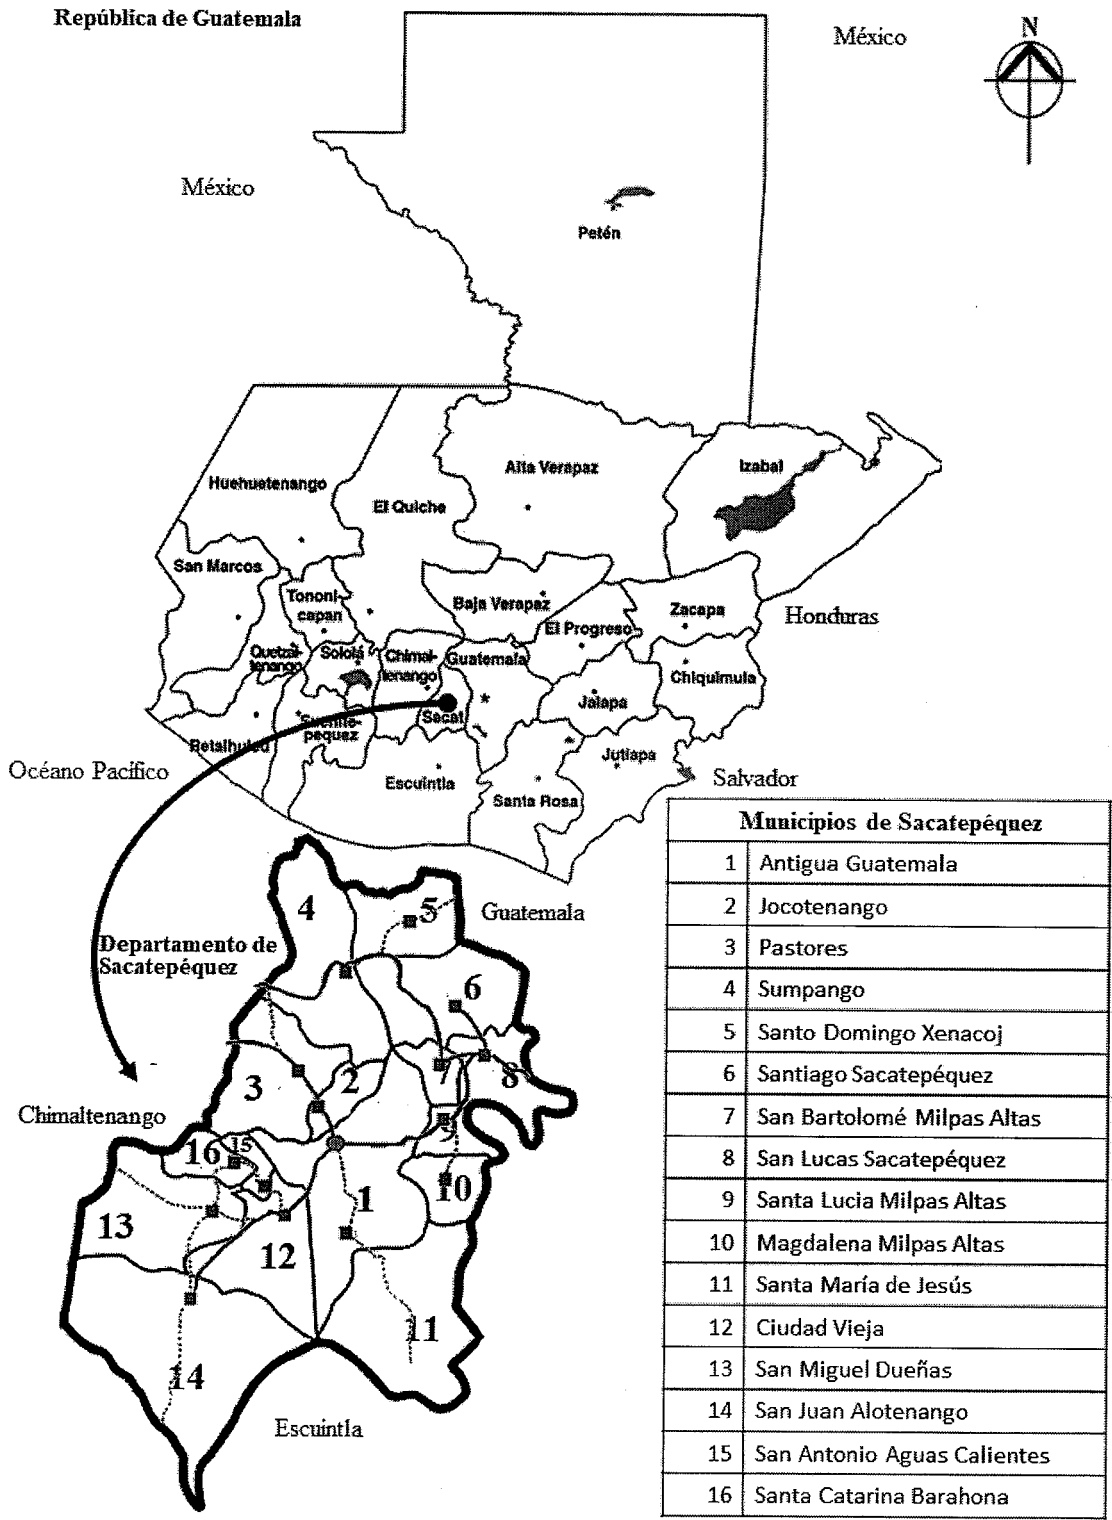 República de Guatemala
México
N
México
Petén
Alta Verapaz
Izabal
Huehuetenango
El Quiche
San Marcos
Tononi-
capan
Baja Verapaz
Zacapa
El Progreso
Honduras
Quetzal-
tenango
Sololá
Chimal-
tenango
Guatemala
Chiquimula
Jalapa
Sacat
Suchite-
pequez
Retalhuleu
Jutiapa
Océano Pacífico
Escuintla
Salvador
Santa Rosa
Municipios de Sacatepéquez
1 Antigua Guatemala
2 Jocotenango
3 Pastores
4 Sumpango
5 Santo Domingo Xenacoj
6 Santiago Sacatepéquez
7 San Bartolomé Milpas Altas
8 San Lucas Sacatepéquez
9 Santa Lucia Milpas Altas
10 Magdalena Milpas Altas
11 Santa María de Jesús
12 Ciudad Vieja
13 San Miguel Dueñas
14 San Juan Alotenango
15 San Antonio Aguas Calientes
16 Santa Catarina Barahona
4
5
Guatemala
Departamento de
Sacatepéquez
6
7
8
3
2
Chimaltenango
9
16
15
10
1
13
12
11
14
Escuintla